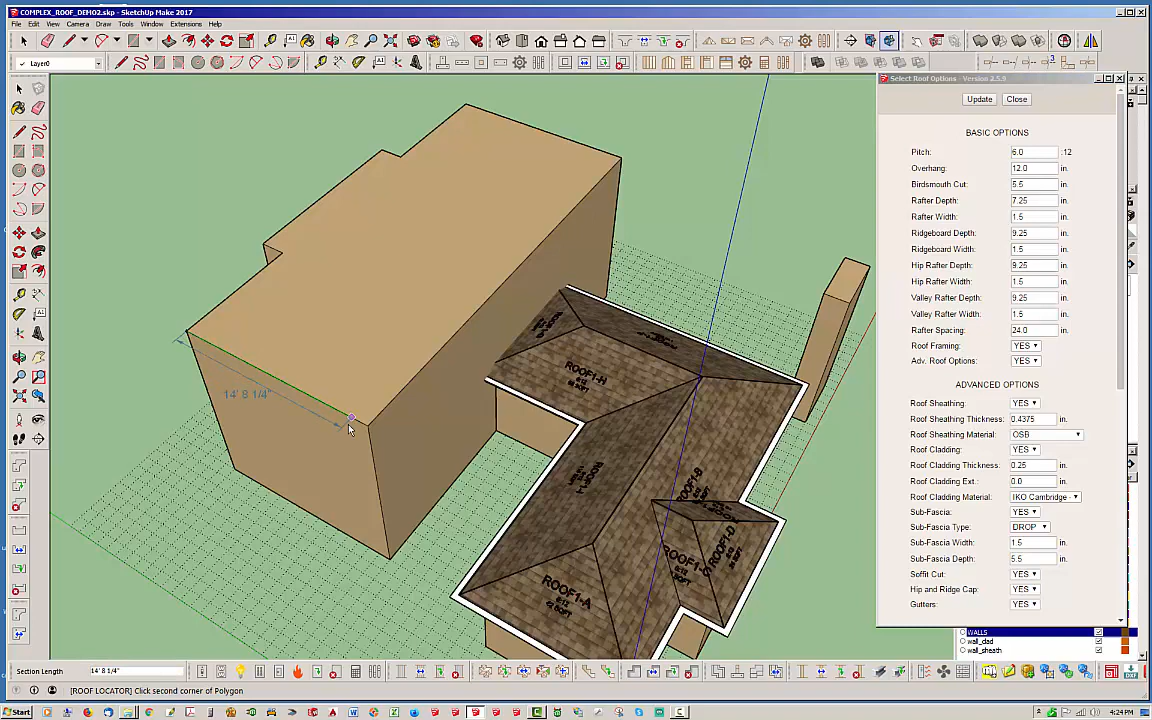 COMPLEX_ROOF_DEMO2.skp - SketchUp Make 2017
File Edit View Camera Draw Tools Window Extensions Help
Layer0
Select Roof Options - Version 2.5.9
Update Close
BASIC OPTIONS
Pitch: 6.0 :12
Overhang: 12.0 in.
Birdsmouth Cut: 5.5 in.
Rafter Depth: 7.25 in.
Rafter Width: 1.5 in.
Ridgeboard Depth: 9.25 in.
Ridgeboard Width: 1.5 in.
Hip Rafter Depth: 9.25 in.
Hip Rafter Width: 1.5 in.
Valley Rafter Depth: 9.25 in.
Valley Rafter Width: 1.5 in.
Rafter Spacing: 24.0 in.
Roof Framing: YES
Adv. Roof Options: YES
ADVANCED OPTIONS
Roof Sheathing: YES
Roof Sheathing Thickness: 0.4375 in.
Roof Sheathing Material: OSB
Roof Cladding: YES
Roof Cladding Thickness: 0.25 in.
Roof Cladding Ext.: 0.0 in.
Roof Cladding Material: IKO Cambridge -
Sub-Fascia: YES
Sub-Fascia Type: DROP
Sub-Fascia Width: 1.5 in.
Sub-Fascia Depth: 5.5 in.
Soffit Cut: YES
Hip and Ridge Cap: YES
Gutters: YES
14' 8 1/4"
ROOF1-H
6:12
ROOF1-B
ROOF1-D
ROOF1-A
6:12
WALLS
wall_dad
wall_sheath
Section Length 14' 8 1/4"
[ROOF LOCATOR] Click second corner of Polygon
Start
4:24 PM